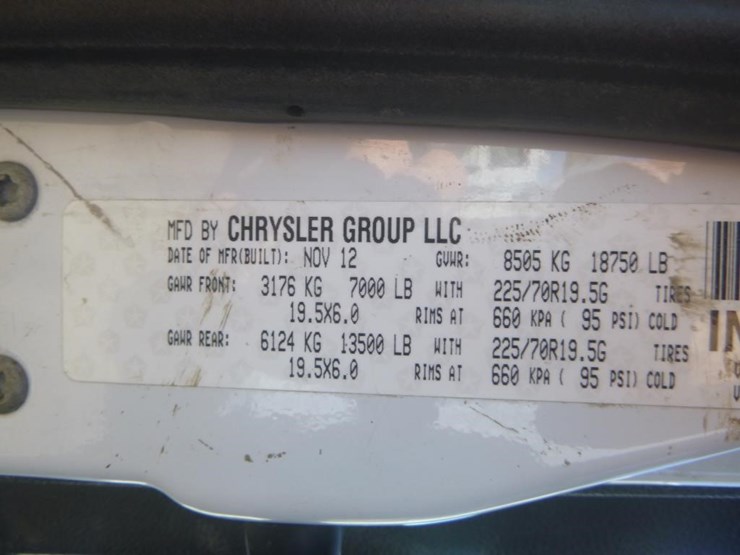 MFD BY CHRYSLER GROUP LLC
DATE OF MFR(BUILT): NOV 12 GVWR: 8505 KG 18750 LB
GAWR FRONT: 3176 KG 7000 LB WITH 225/70R19.5G TIRES
19.5X6.0 RIMS AT 660 KPA ( 95 PSI) COLD
GAWR REAR: 6124 KG 13500 LB WITH 225/70R19.5G TIRES
19.5X6.0 RIMS AT 660 KPA ( 95 PSI) COLD
IN